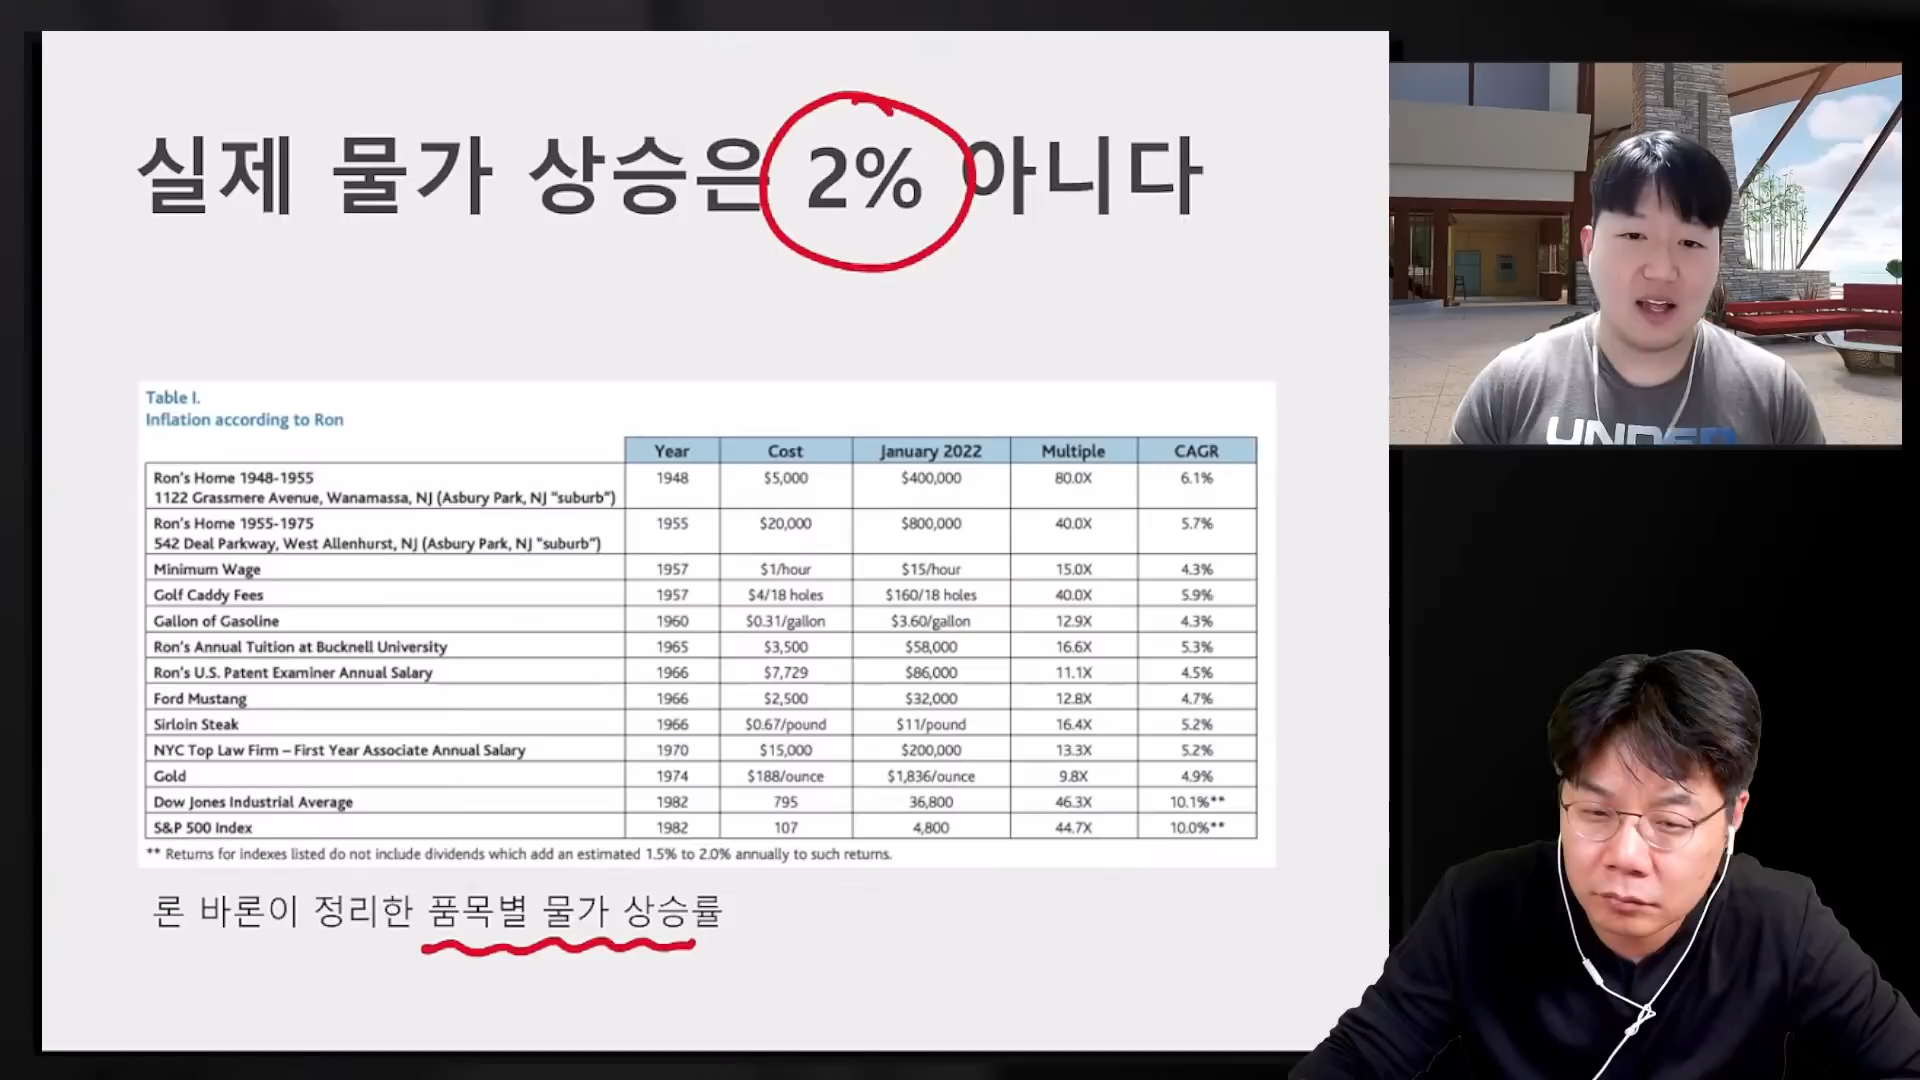 실제 물가 상승은 2% 아니다
Table I.
Inflation according to Ron
Year Cost January 2022 Multiple CAGR
Ron's Home 1948-1955
1122 Grassmere Avenue, Wanamassa, NJ (Asbury Park, NJ "suburb") 1948 $5,000 $400,000 80.0X 6.1%
Ron's Home 1955-1975
542 Deal Parkway, West Allenhurst, NJ (Asbury Park, NJ "suburb") 1955 $20,000 $800,000 40.0X 5.7%
Minimum Wage 1957 $1/hour $15/hour 15.0X 4.3%
Golf Caddy Fees 1957 $4/18 holes $160/18 holes 40.0X 5.9%
Gallon of Gasoline 1960 $0.31/gallon $3.60/gallon 12.9X 4.3%
Ron's Annual Tuition at Bucknell University 1965 $3,500 $58,000 16.6X 5.3%
Ron's U.S. Patent Examiner Annual Salary 1966 $7,729 $86,000 11.1X 4.5%
Ford Mustang 1966 $2,500 $32,000 12.8X 4.7%
Sirloin Steak 1966 $0.67/pound $11/pound 16.4X 5.2%
NYC Top Law Firm – First Year Associate Annual Salary 1970 $15,000 $200,000 13.3X 5.2%
Gold 1974 $188/ounce $1,836/ounce 9.8X 4.9%
Dow Jones Industrial Average 1982 795 36,800 46.3X 10.1%**
S&P 500 Index 1982 107 4,800 44.7X 10.0%**
** Returns for indexes listed do not include dividends which add an estimated 1.5% to 2.0% annually to such returns.
론 바론이 정리한 품목별 물가 상승률